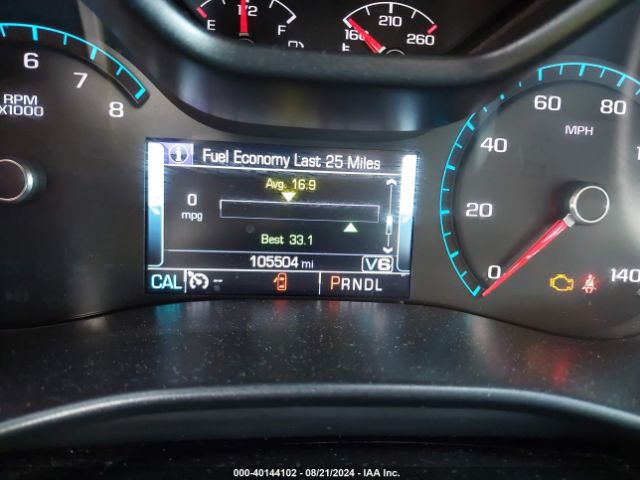 E 1/2 F
160 210 260
6 7 8
RPM
X1000
Fuel Economy Last 25 Miles
Avg. 16.9
0
mpg
Best 33.1
105504 mi
V6
CAL -- PRNDL
0 20 40 60 80 140
MPH
(000) - 40144102 - 08/21/2024 - IAA Inc.